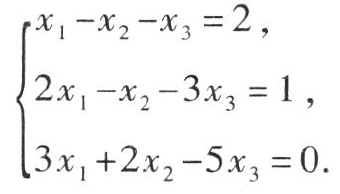 x₁-x₂-x₃=2,
2x₁-x₂-3x₃=1,
3x₁+2x₂-5x₃=0.